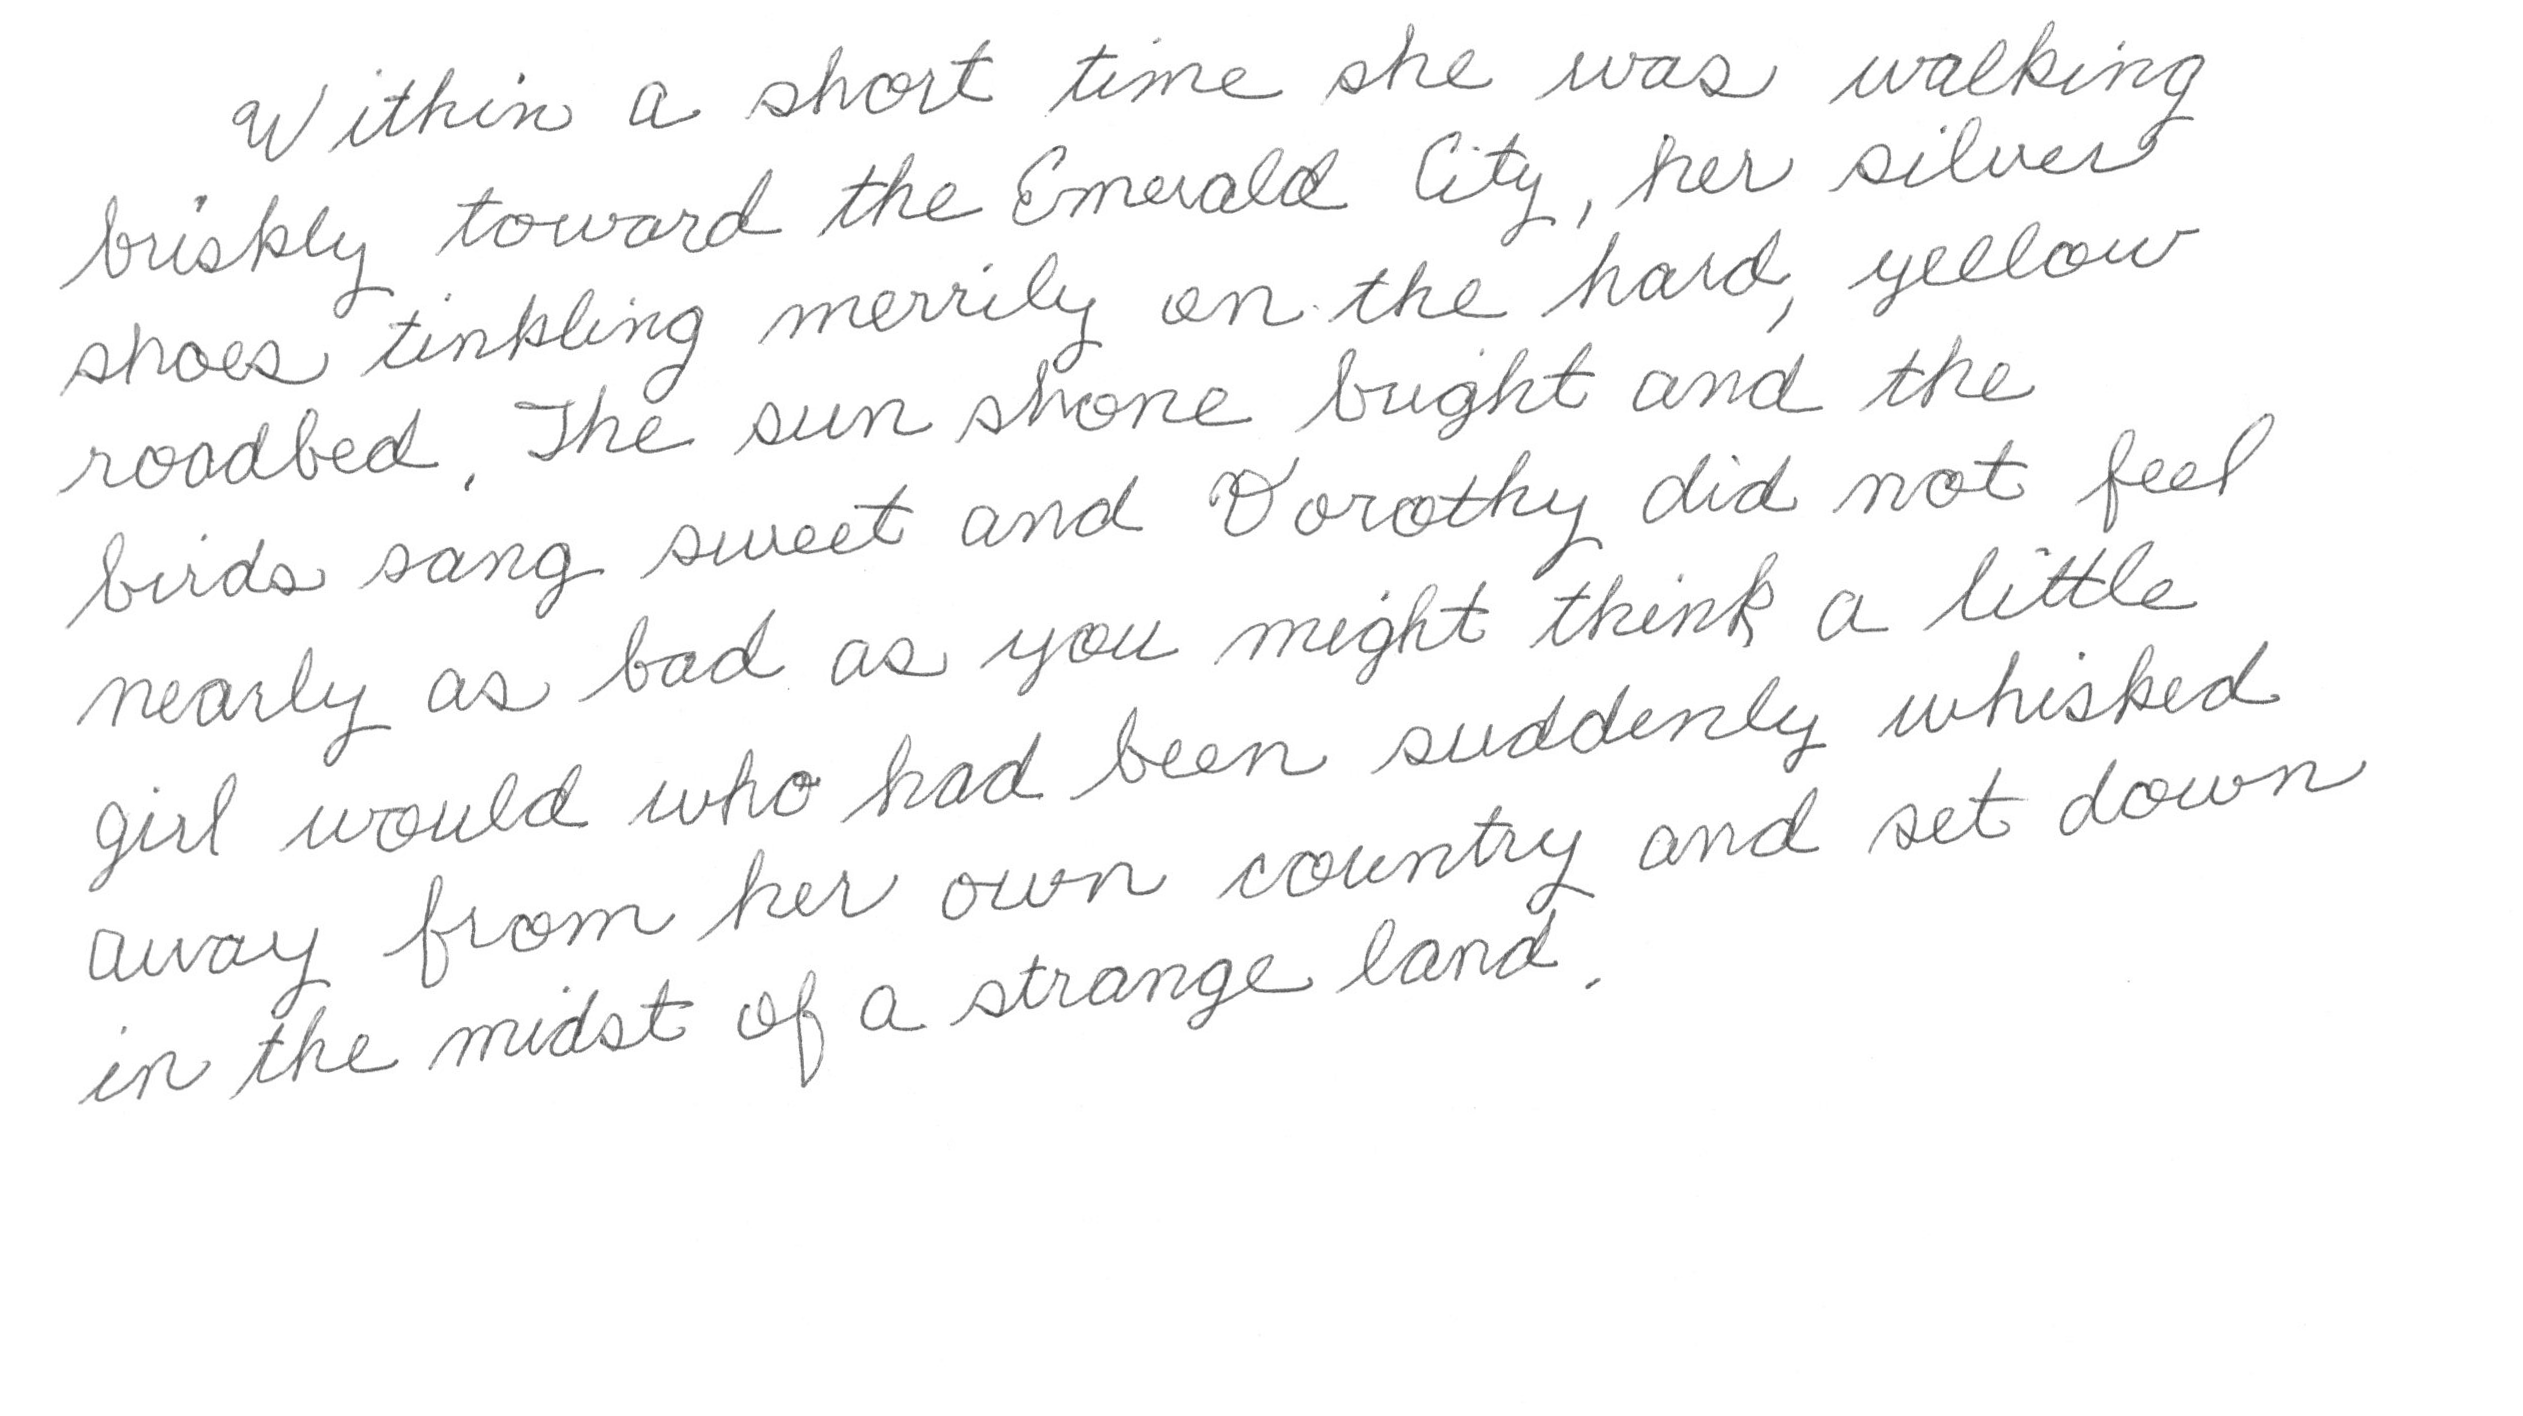 Within a short time she was walking
briskly toward the Emerald City, her silver
shoes tinkling merrily on the hard, yellow
roadbed. The sun shone bright and the
birds sang sweet and Dorothy did not feel
nearly as bad as you might think a little
girl would who had been suddenly whisked
away from her own country and set down
in the midst of a strange land.